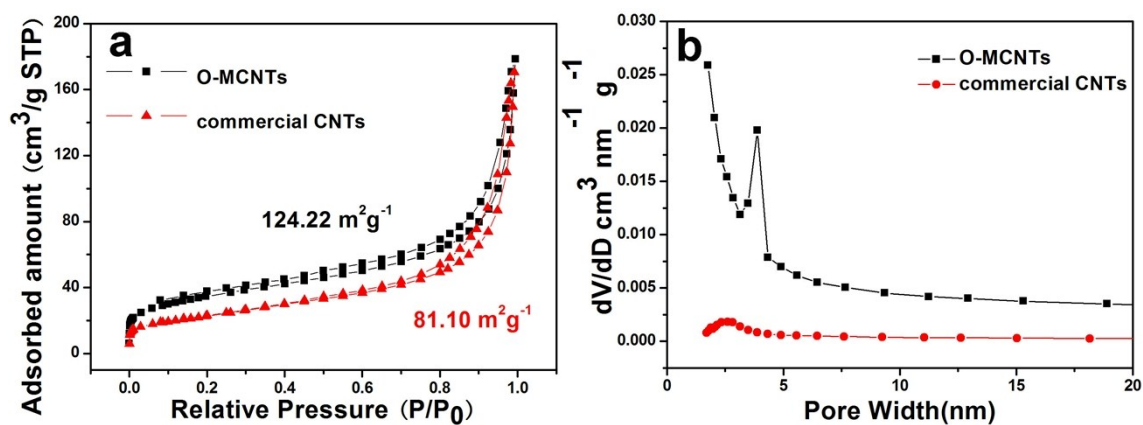 a
Adsorbed amount (cm³/g STP)
200
160
120
80
40
0
O-MCNTs
commercial CNTs
124.22 m²g⁻¹
81.10 m²g⁻¹
0.0 0.2 0.4 0.6 0.8 1.0
Relative Pressure (P/P₀)
b
dV/dD cm³ nm⁻¹ g⁻¹
0.030
0.025
0.020
0.015
0.010
0.005
0.000
O-MCNTs
commercial CNTs
0 5 10 15 20
Pore Width(nm)